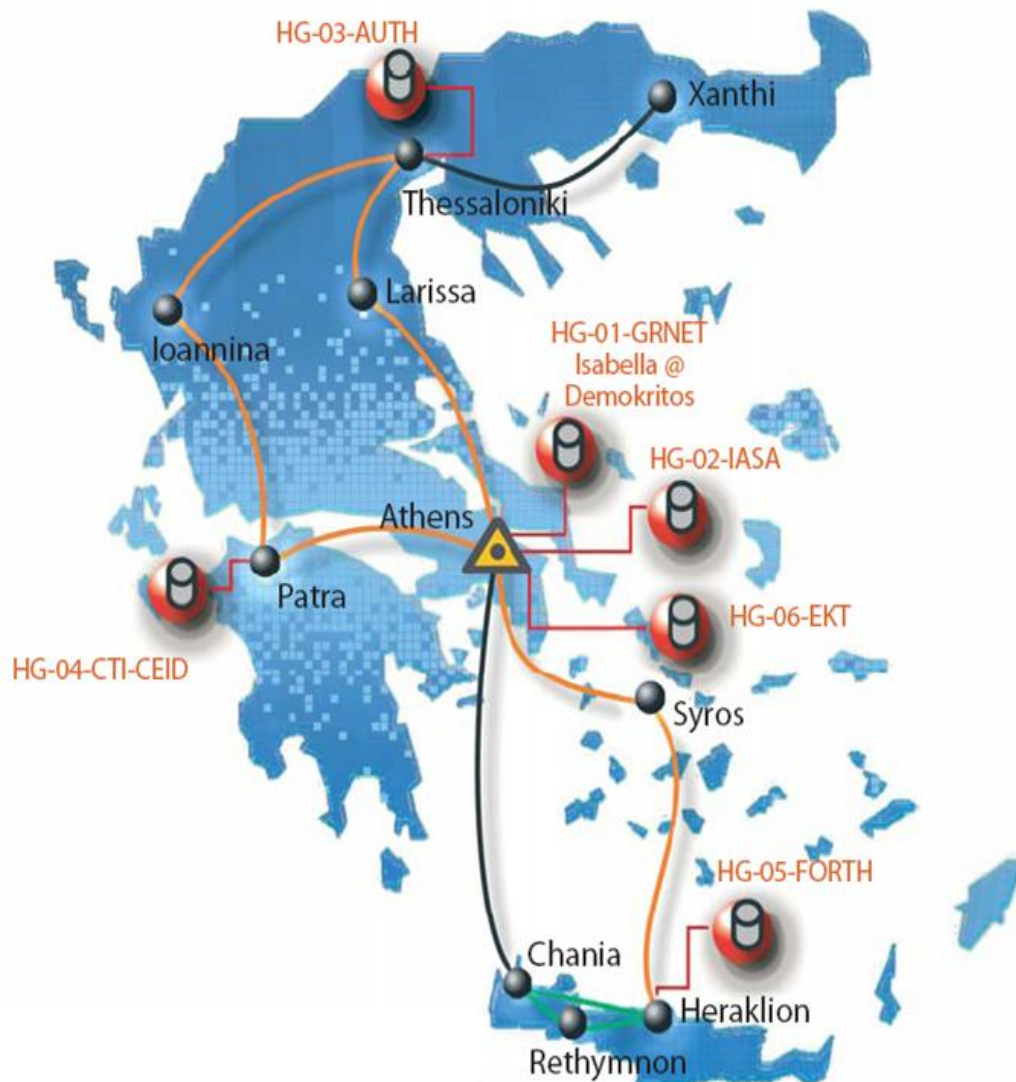 HG-03-AUTH
Xanthi
Thessaloniki
Larissa
Ioannina
HG-01-GRNET
Isabella @
Demokritos
HG-02-IASA
Athens
Patra
HG-06-EKT
HG-04-CTI-CEID
Syros
HG-05-FORTH
Chania
Heraklion
Rethymnon